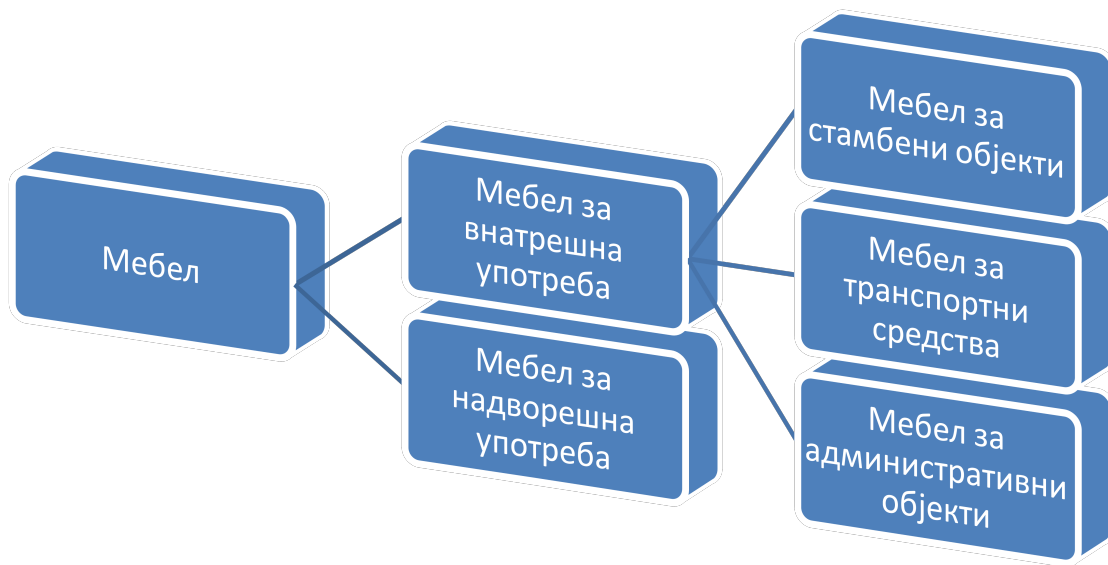 Мебел
Мебел за
внатрешна
употреба
Мебел за
надворешна
употреба
Мебел за
стамбени објекти
Мебел за
транспортни
средства
Мебел за
административни
објекти